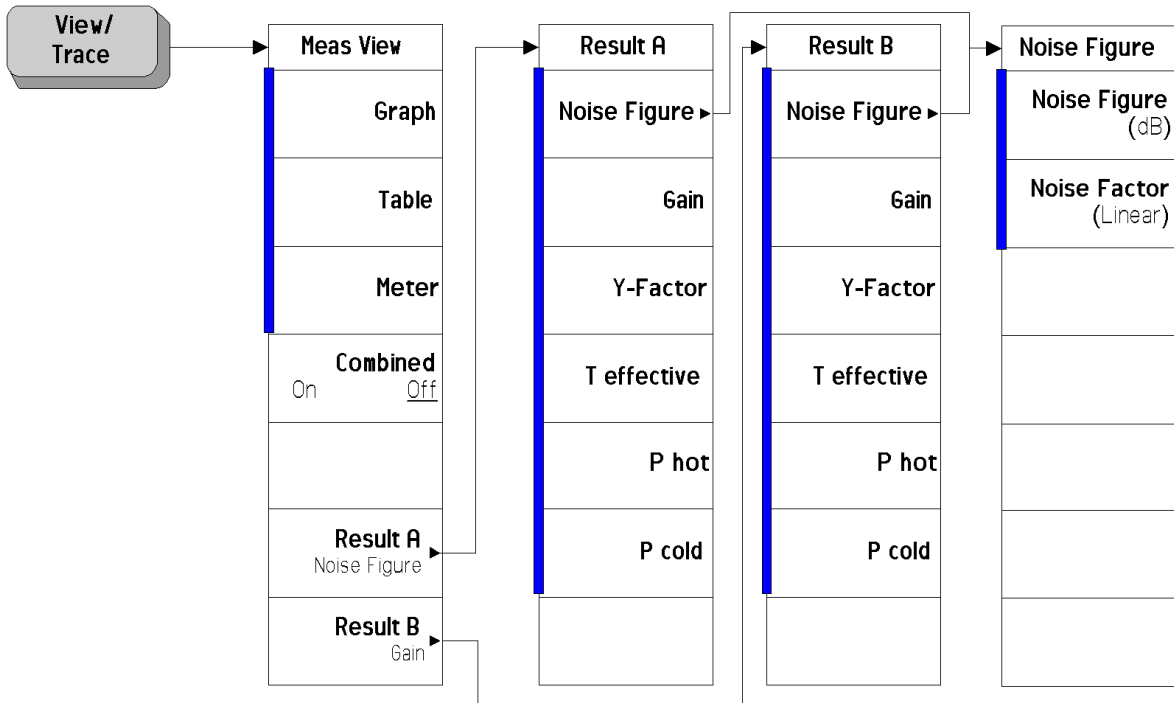 View/
Trace
Meas View
Graph
Table
Meter
Combined
On Off
Result A
Noise Figure
Result B
Gain
Result A
Noise Figure
Gain
Y-Factor
T effective
P hot
P cold
Result B
Noise Figure
Gain
Y-Factor
T effective
P hot
P cold
Noise Figure
Noise Figure
(dB)
Noise Factor
(Linear)